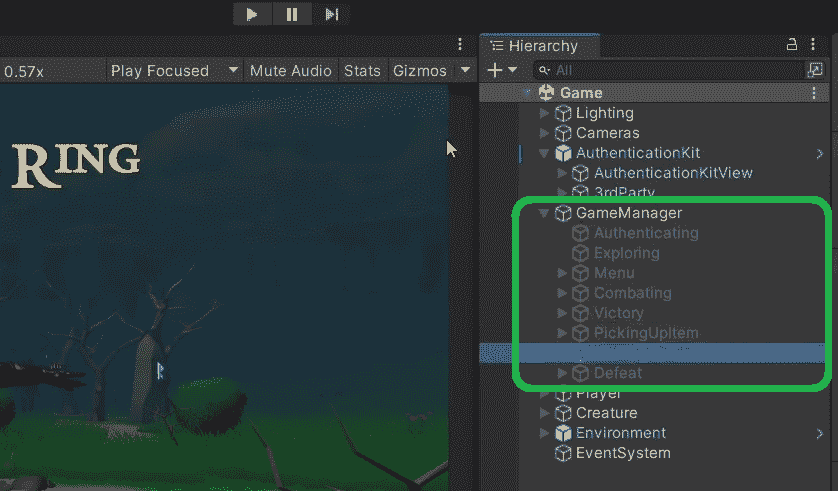 Hierarchy
0.57x Play Focused Mute Audio Stats Gizmos
All
Game
RING
Lighting
Cameras
AuthenticationKit
AuthenticationKitView
3rdParty
GameManager
Authenticating
Exploring
Menu
Combating
Victory
PickingUpItem
Defeat
Player
Creature
Environment
EventSystem